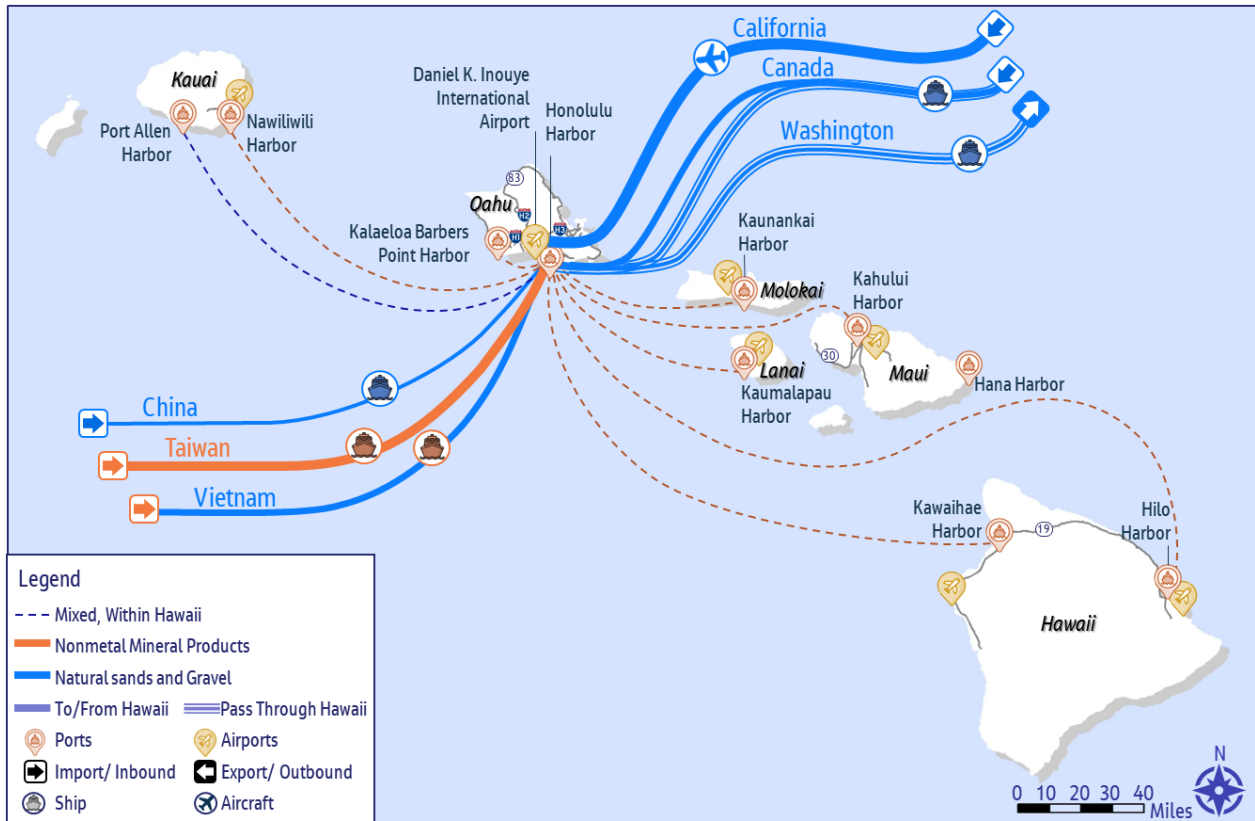 California
Canada
Washington
Kauai
Port Allen
Harbor
Nawiliwili
Harbor
Daniel K. Inouye
International
Airport
Honolulu
Harbor
83
Oahu
H2
H1
H3
Kalaeloa Barbers
Point Harbor
Kaunankai
Harbor
Molokai
Kahului
Harbor
Lanai
Kaumalapau
Harbor
30
Maui
Hana Harbor
China
Taiwan
Vietnam
Kawaihae
Harbor
19
Hilo
Harbor
Hawaii
Legend
Mixed, Within Hawaii
Nonmetal Mineral Products
Natural sands and Gravel
To/From Hawaii
Pass Through Hawaii
Ports
Airports
Import/ Inbound
Export/ Outbound
Ship
Aircraft
N
0 10 20 30 40
Miles